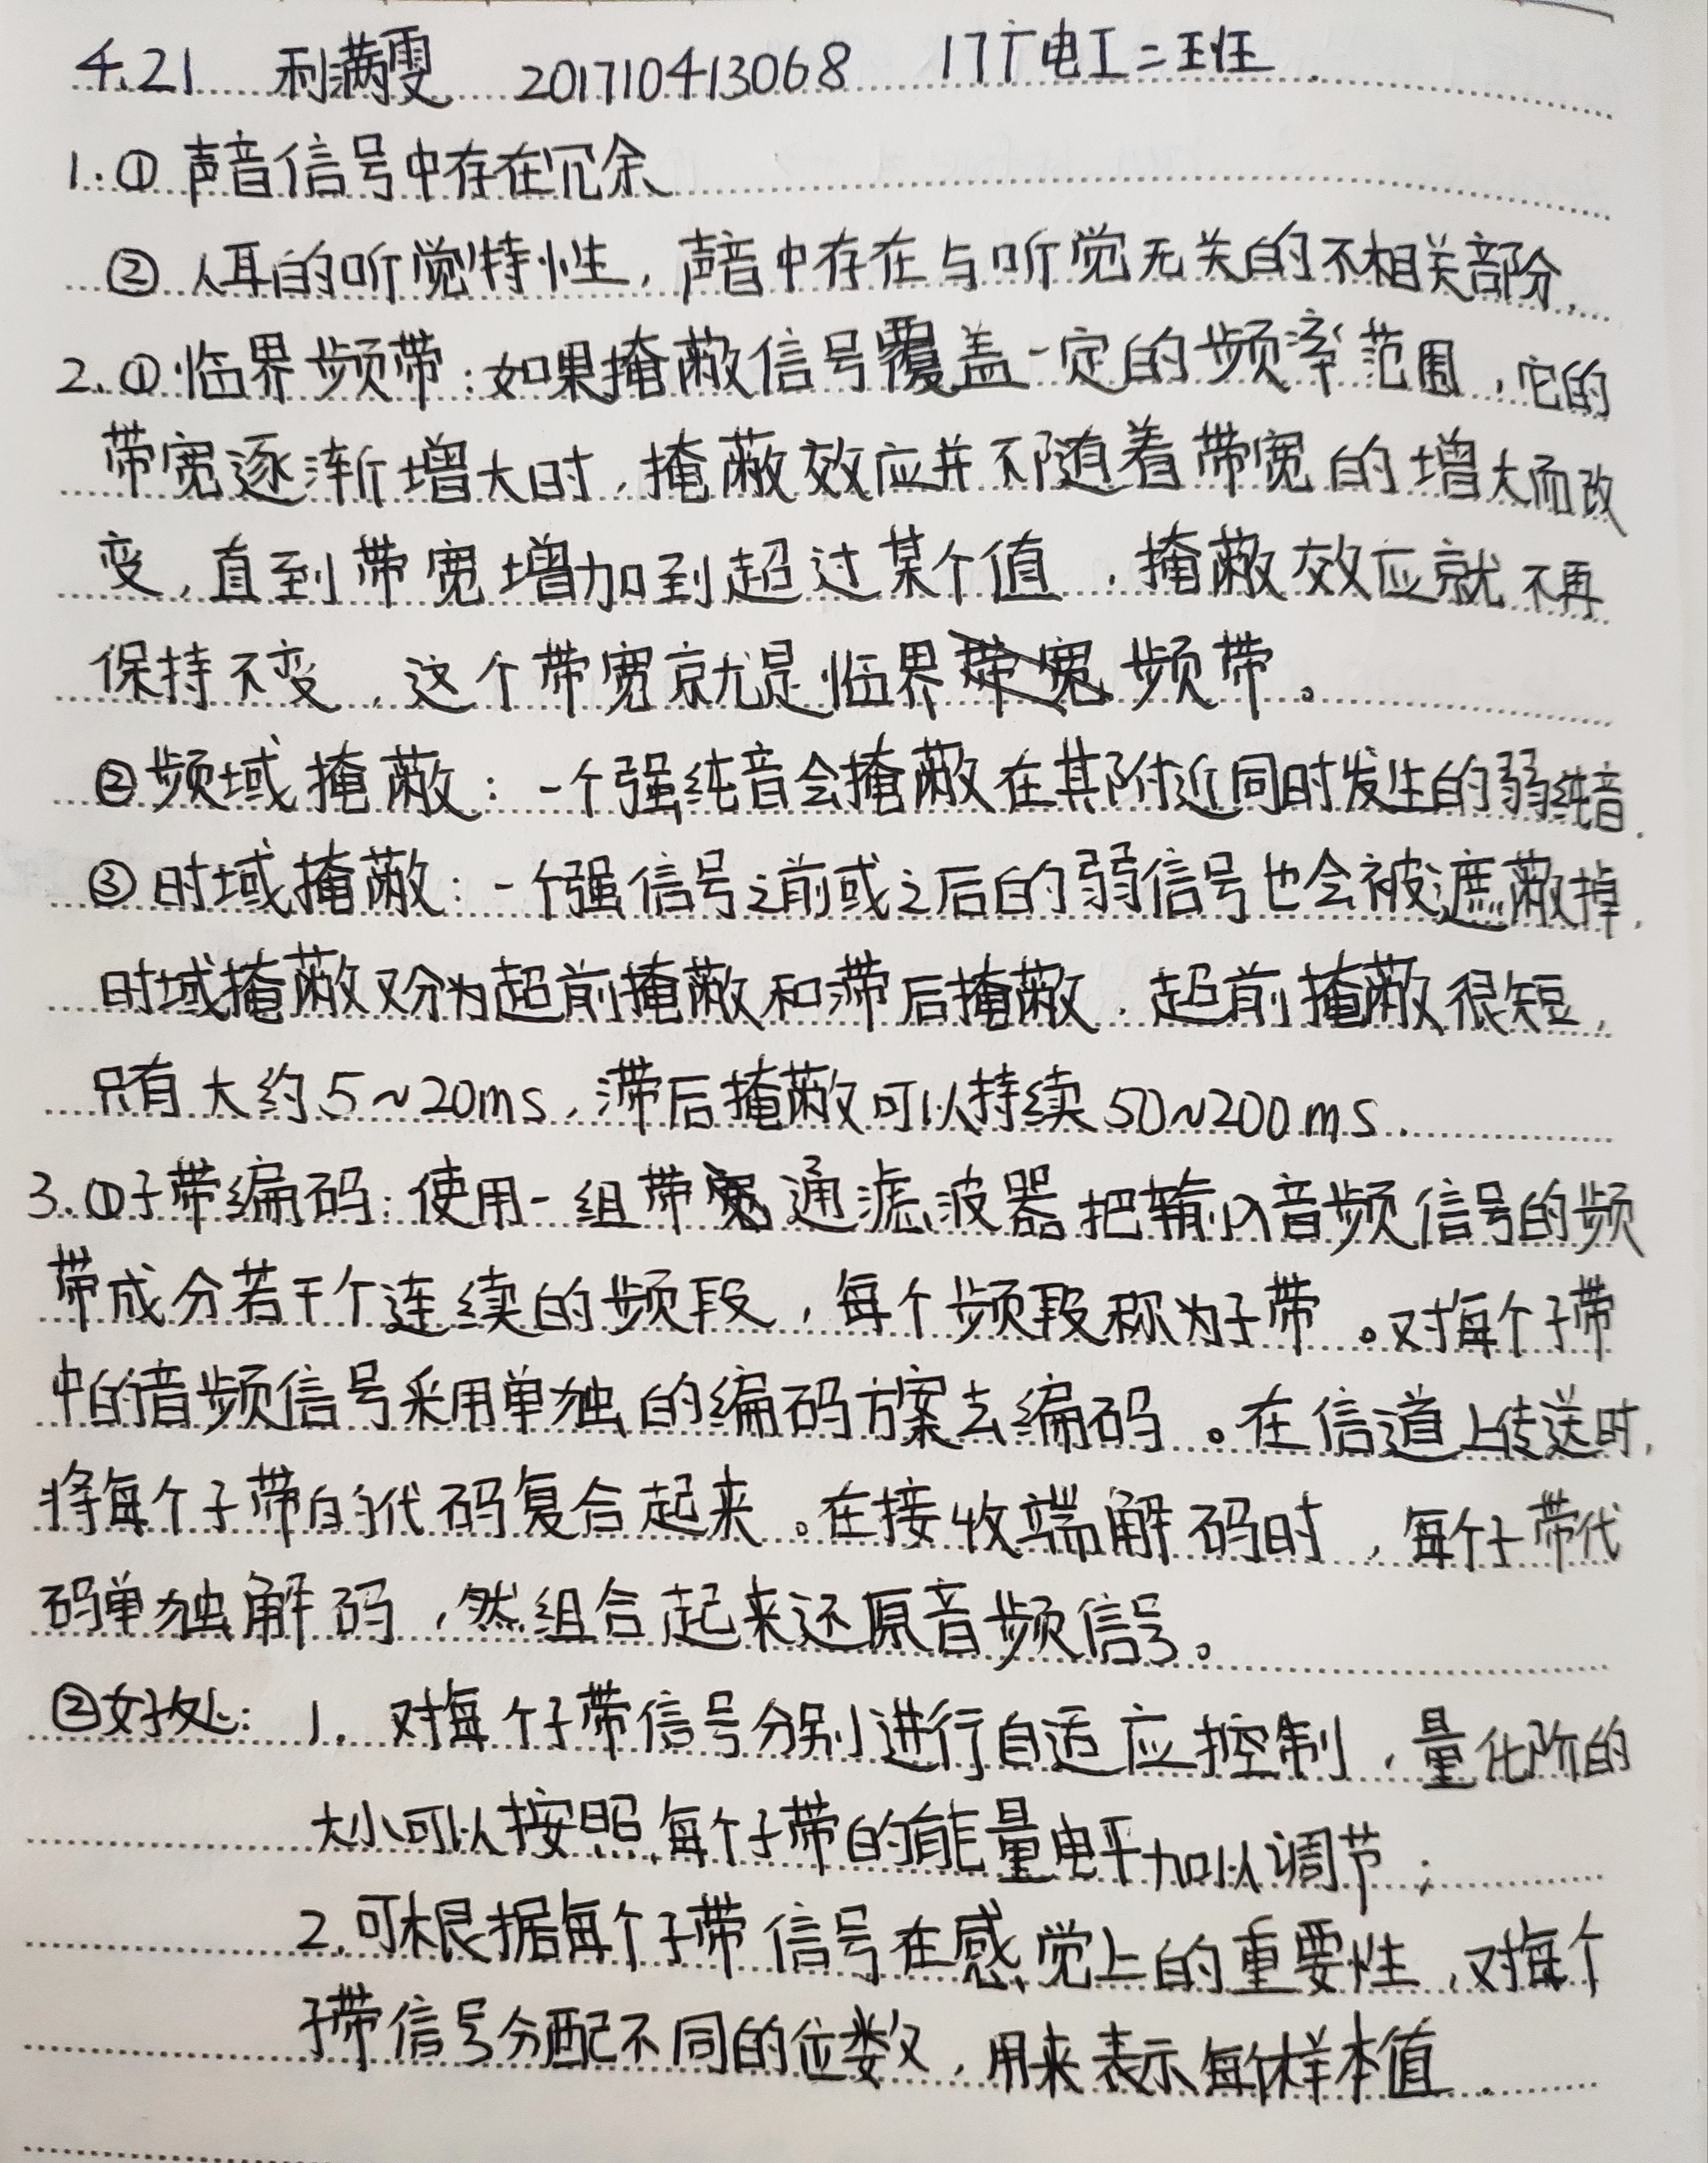 4.21 利满雯 201710413068 17广电工二班
1.① 声音信号中存在冗余
② 人耳的听觉特性,声音中存在与听觉无关的不相关部分.
2.① 临界频带:如果掩蔽信号覆盖一定的频率范围,它的
带宽逐渐增大时,掩蔽效应并不随着带宽的增大而改
变,直到带宽增加到超过某个值,掩蔽效应就不再
保持不变,这个带宽就是临界频带。
②频域掩蔽:一个强纯音会掩蔽在其附近同时发生的弱纯音.
③时域掩蔽:一个强信号之前或之后的弱信号也会被遮蔽掉.
时域掩蔽又分为超前掩蔽和滞后掩蔽.超前掩蔽很短,
只有大约5~20ms,滞后掩蔽可以持续50~200ms.
3.①子带编码:使用一组带通滤波器把输入音频信号的频
带成分若干个连续的频段,每个频段称为子带。对每个子带
中的音频信号采用单独的编码方案去编码。在信道上传送时,
将每个子带的代码复合起来。在接收端解码时,每个子带代
码单独解码,然组合起来还原音频信号。
②好处:1.对每个子带信号分别进行自适应控制,量化阶的
大小可以按照每个子带的能量电平加以调节;
2.可根据每个子带信号在感觉上的重要性,对每个
子带信号分配不同的位数,用来表示每个样本值.